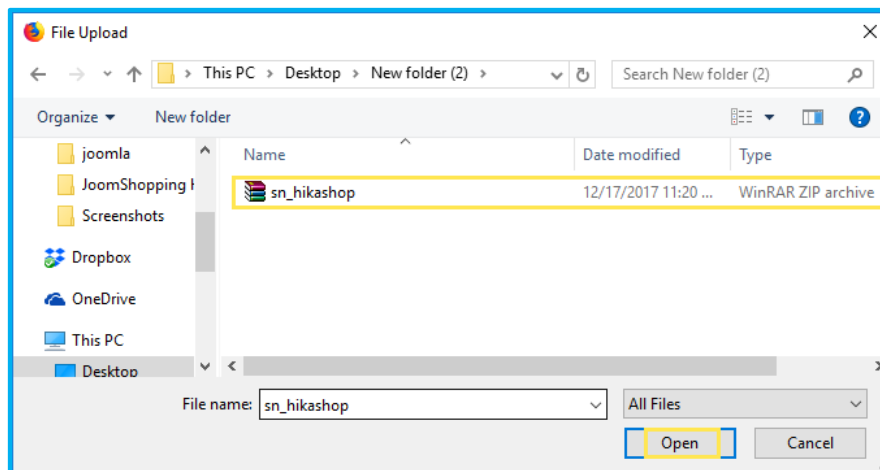 File Upload
This PC > Desktop > New folder (2) >
Search New folder (2)
Organize
New folder
joomla
JoomShopping
Screenshots
Dropbox
OneDrive
This PC
Desktop
Name Date modified Type
sn_hikashop 12/17/2017 11:20 ... WinRAR ZIP archive
File name: sn_hikashop
All Files
Open
Cancel